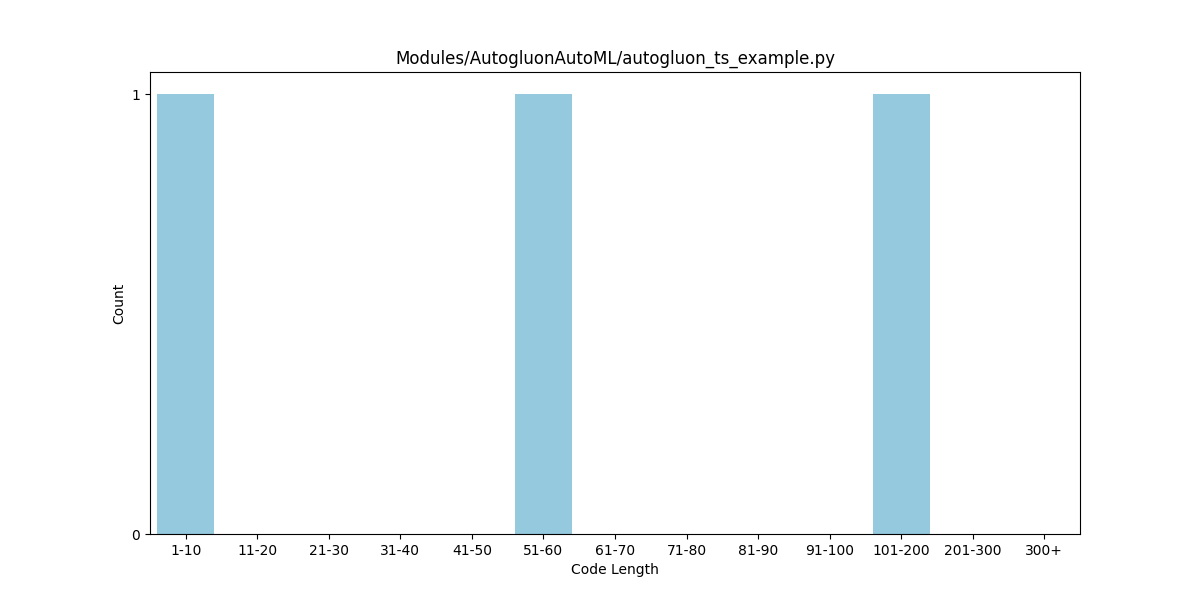 Modules/AutogluonAutoML/autogluon_ts_example.py
1
Count
0
1-10 11-20 21-30 31-40 41-50 51-60 61-70 71-80 81-90 91-100 101-200 201-300 300+
Code Length